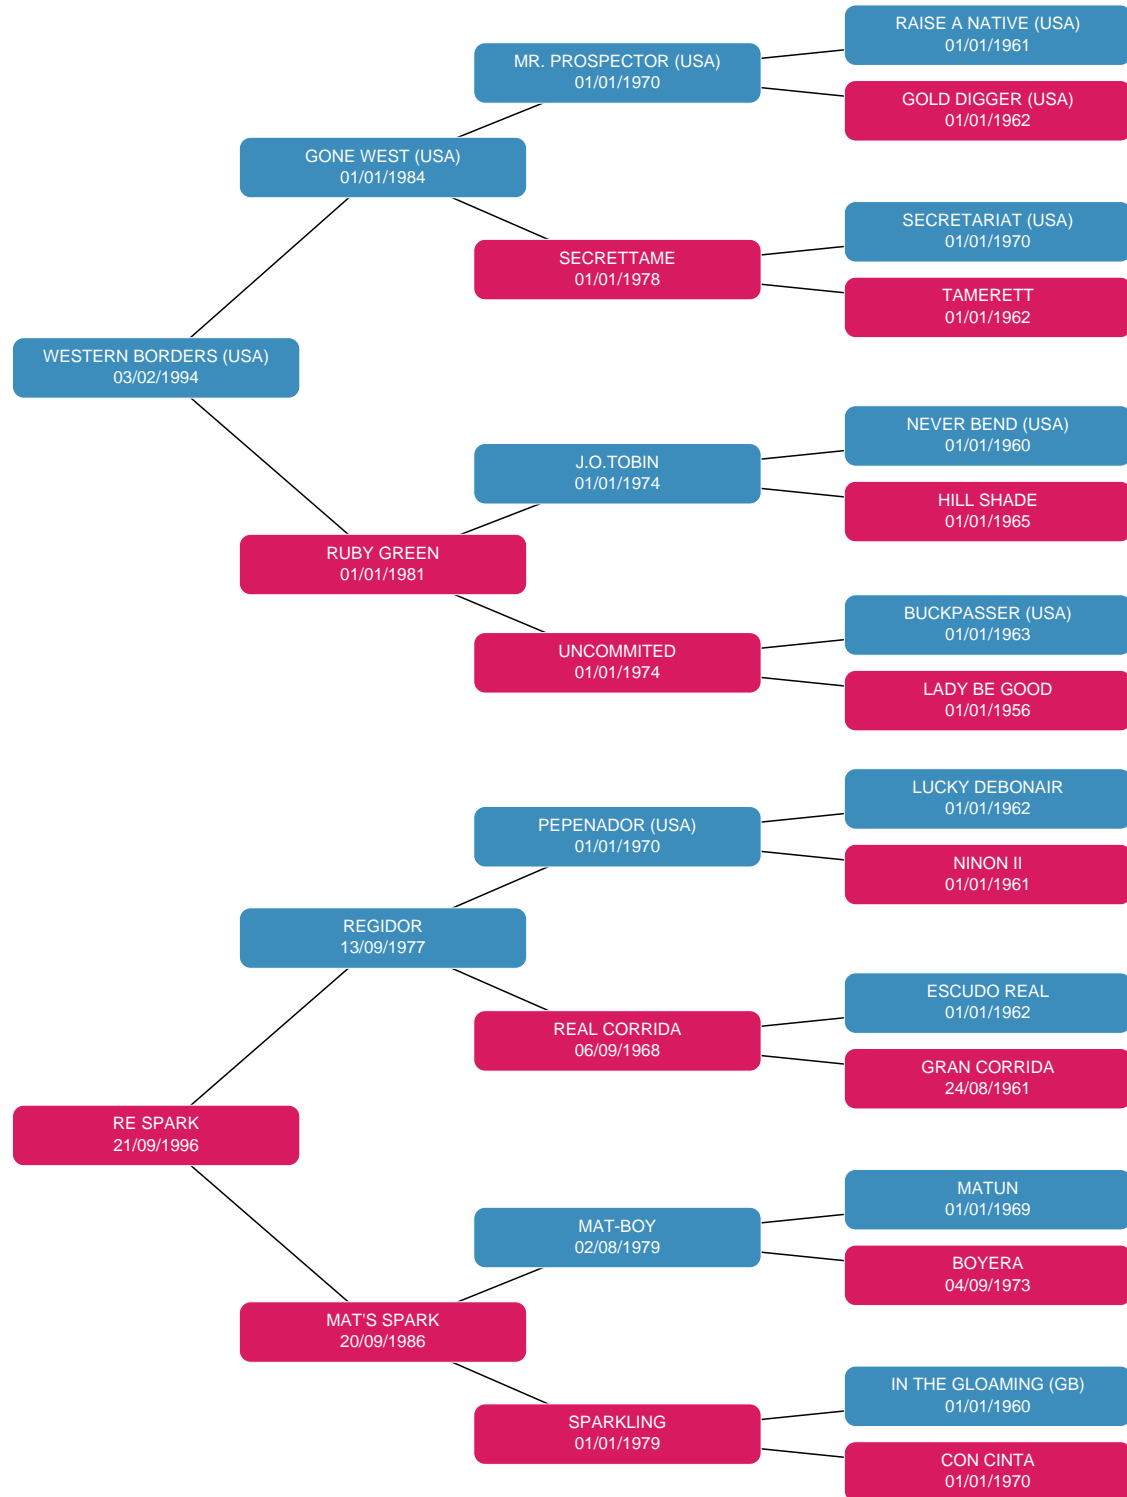 RAISE A NATIVE (USA)
01/01/1961
MR. PROSPECTOR (USA)
01/01/1970
GOLD DIGGER (USA)
01/01/1962
GONE WEST (USA)
01/01/1984
SECRETARIAT (USA)
01/01/1970
SECRETTAME
01/01/1978
TAMERETT
01/01/1962
WESTERN BORDERS (USA)
03/02/1994
NEVER BEND (USA)
01/01/1960
J.O.TOBIN
01/01/1974
HILL SHADE
01/01/1965
RUBY GREEN
01/01/1981
BUCKPASSER (USA)
01/01/1963
UNCOMMITED
01/01/1974
LADY BE GOOD
01/01/1956
LUCKY DEBONAIR
01/01/1962
PEPENADOR (USA)
01/01/1970
NINON II
01/01/1961
REGIDOR
13/09/1977
ESCUDO REAL
01/01/1962
REAL CORRIDA
06/09/1968
GRAN CORRIDA
24/08/1961
RE SPARK
21/09/1996
MATUN
01/01/1969
MAT-BOY
02/08/1979
BOYERA
04/09/1973
MAT'S SPARK
20/09/1986
IN THE GLOAMING (GB)
01/01/1960
SPARKLING
01/01/1979
CON CINTA
01/01/1970